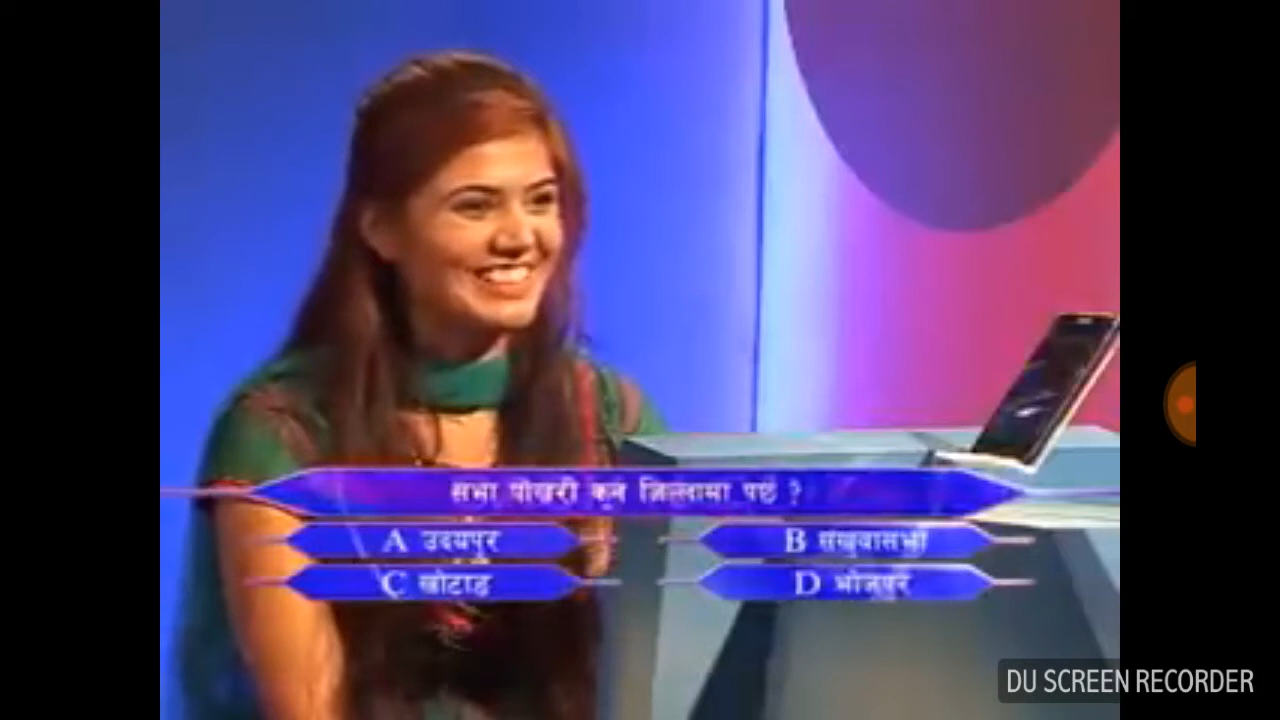 सभा पोखरी कुन जिल्लामा पर्छ ?
A उदयपुर
B संखुवासभा
C खोटाङ
D भोजपुर
DU SCREEN RECORDER